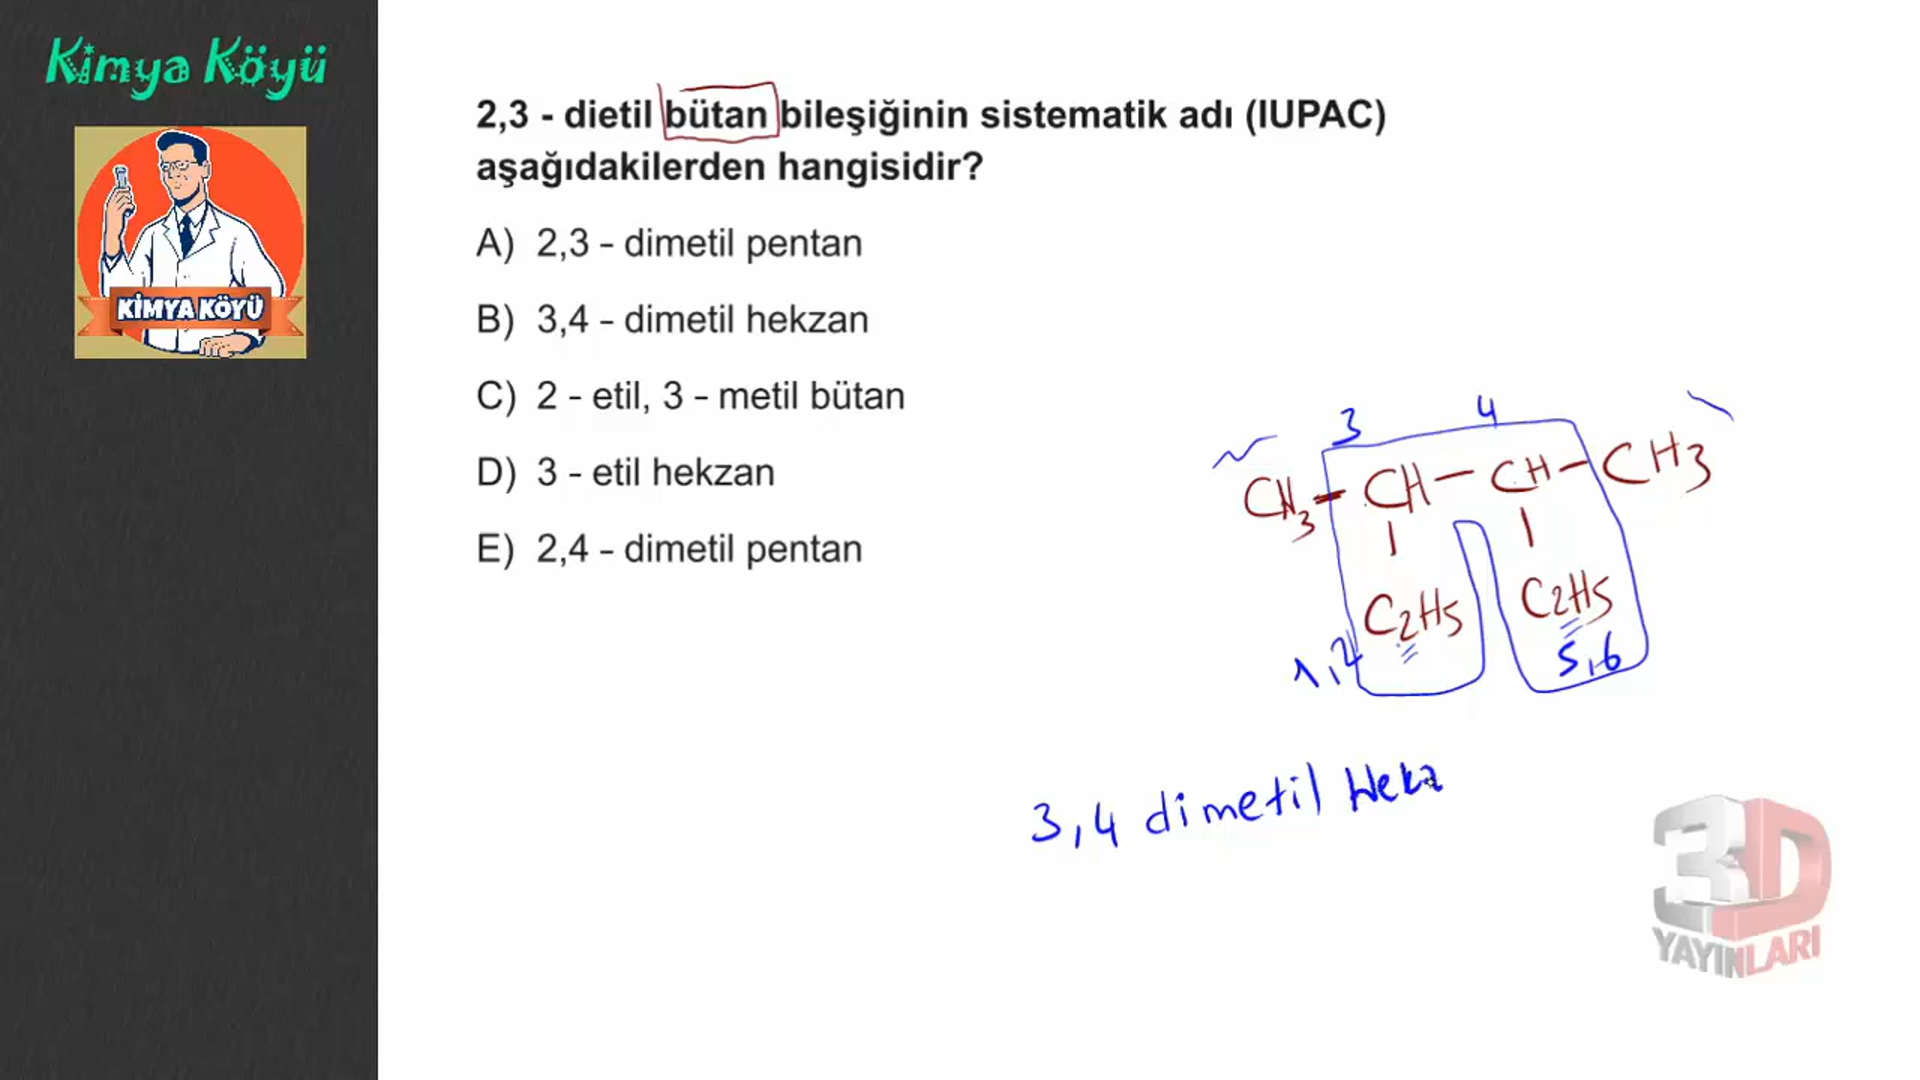 Kimya Köyü
KİMYA KÖYÜ
2,3 - dietil bütan bileşiğinin sistematik adı (IUPAC)
aşağıdakilerden hangisidir?
A) 2,3 - dimetil pentan
B) 3,4 - dimetil hekzan
C) 2 - etil, 3 - metil bütan
D) 3 - etil hekzan
E) 2,4 - dimetil pentan
3 4
CH3 - CH - CH - CH3
C2H5 C2H5
1,2 5,6
3,4 dimetil Hekz
3D
YAYINLARI